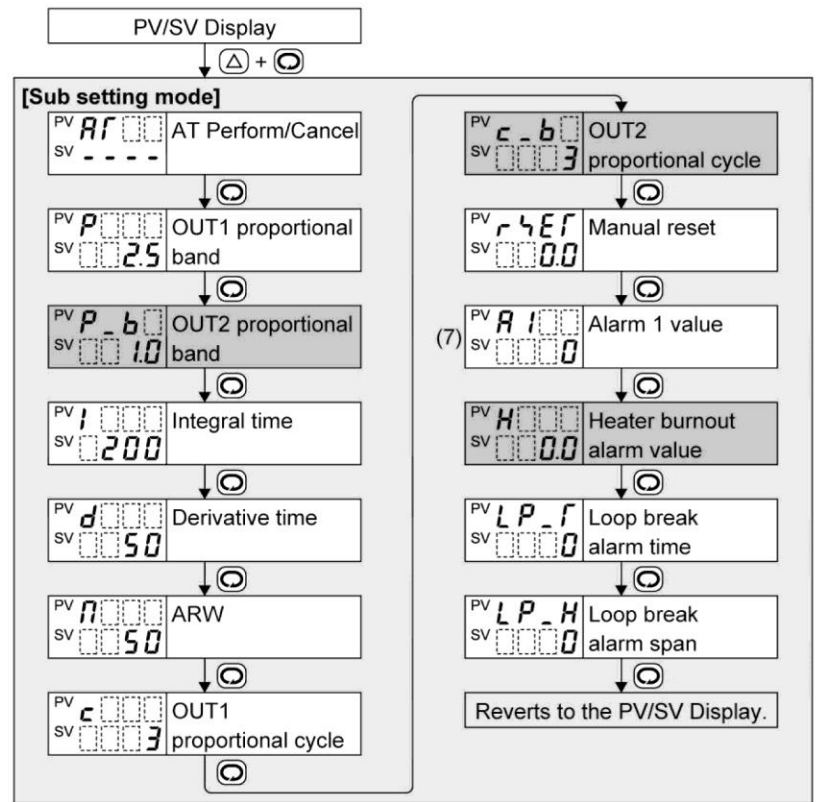 PV/SV Display
△ +
[Sub setting mode]
PV AT AT Perform/Cancel
SV - - - -
PV P OUT1 proportional
SV 2.5 band
PV P_b OUT2 proportional
SV 1.0 band
PV I Integral time
SV 200
PV d Derivative time
SV 50
PV Π ARW
SV 50
PV c OUT1
SV 3 proportional cycle
PV c_b OUT2
SV 3 proportional cycle
PV rSET Manual reset
SV 0.0
(7) PV A1 Alarm 1 value
SV 0
PV H Heater burnout
SV 0.0 alarm value
PV LP_T Loop break
SV 0 alarm time
PV LP_H Loop break
SV 0 alarm span
Reverts to the PV/SV Display.